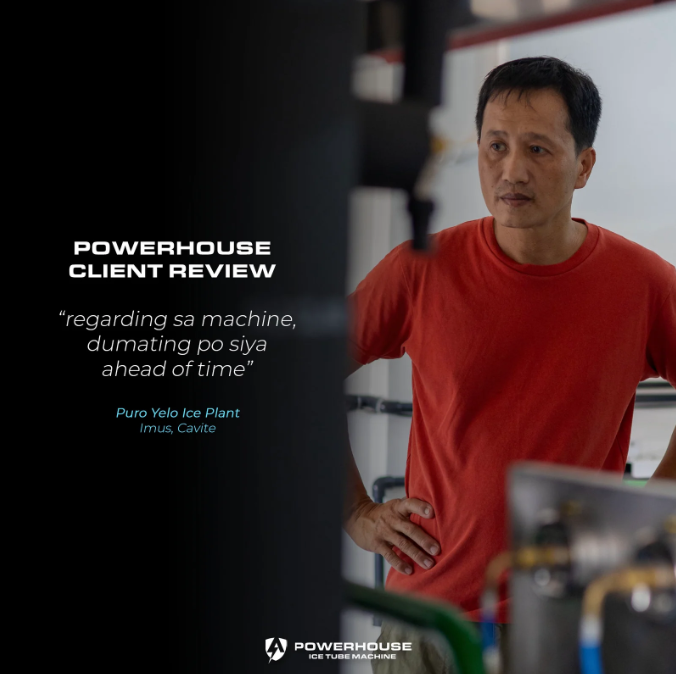 POWERHOUSE
CLIENT REVIEW
“regarding sa machine,
dumating po siya
ahead of time”
Puro Yelo Ice Plant
Imus, Cavite
POWERHOUSE
ICE TUBE MACHINE